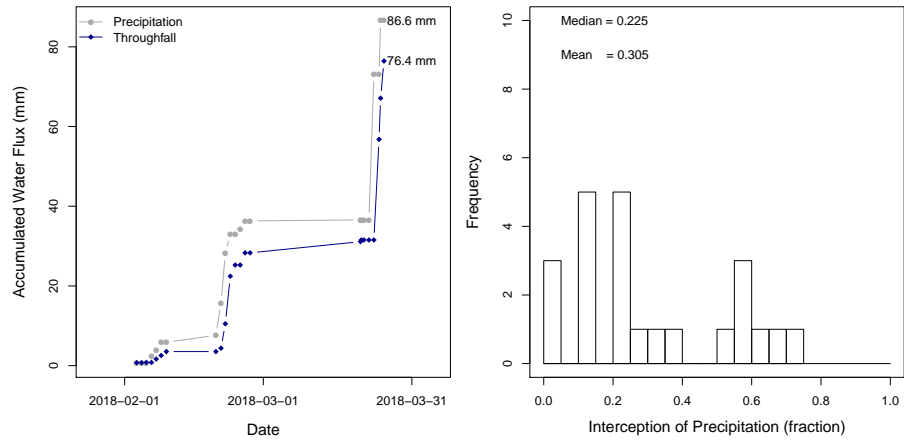 Precipitation
Throughfall
86.6 mm
76.4 mm
Accumulated Water Flux (mm)
80
60
40
20
0
2018−02−01 2018−03−01 2018−03−31
Date
Median = 0.225
Mean = 0.305
Frequency
10
8
6
4
2
0
0.0 0.2 0.4 0.6 0.8 1.0
Interception of Precipitation (fraction)